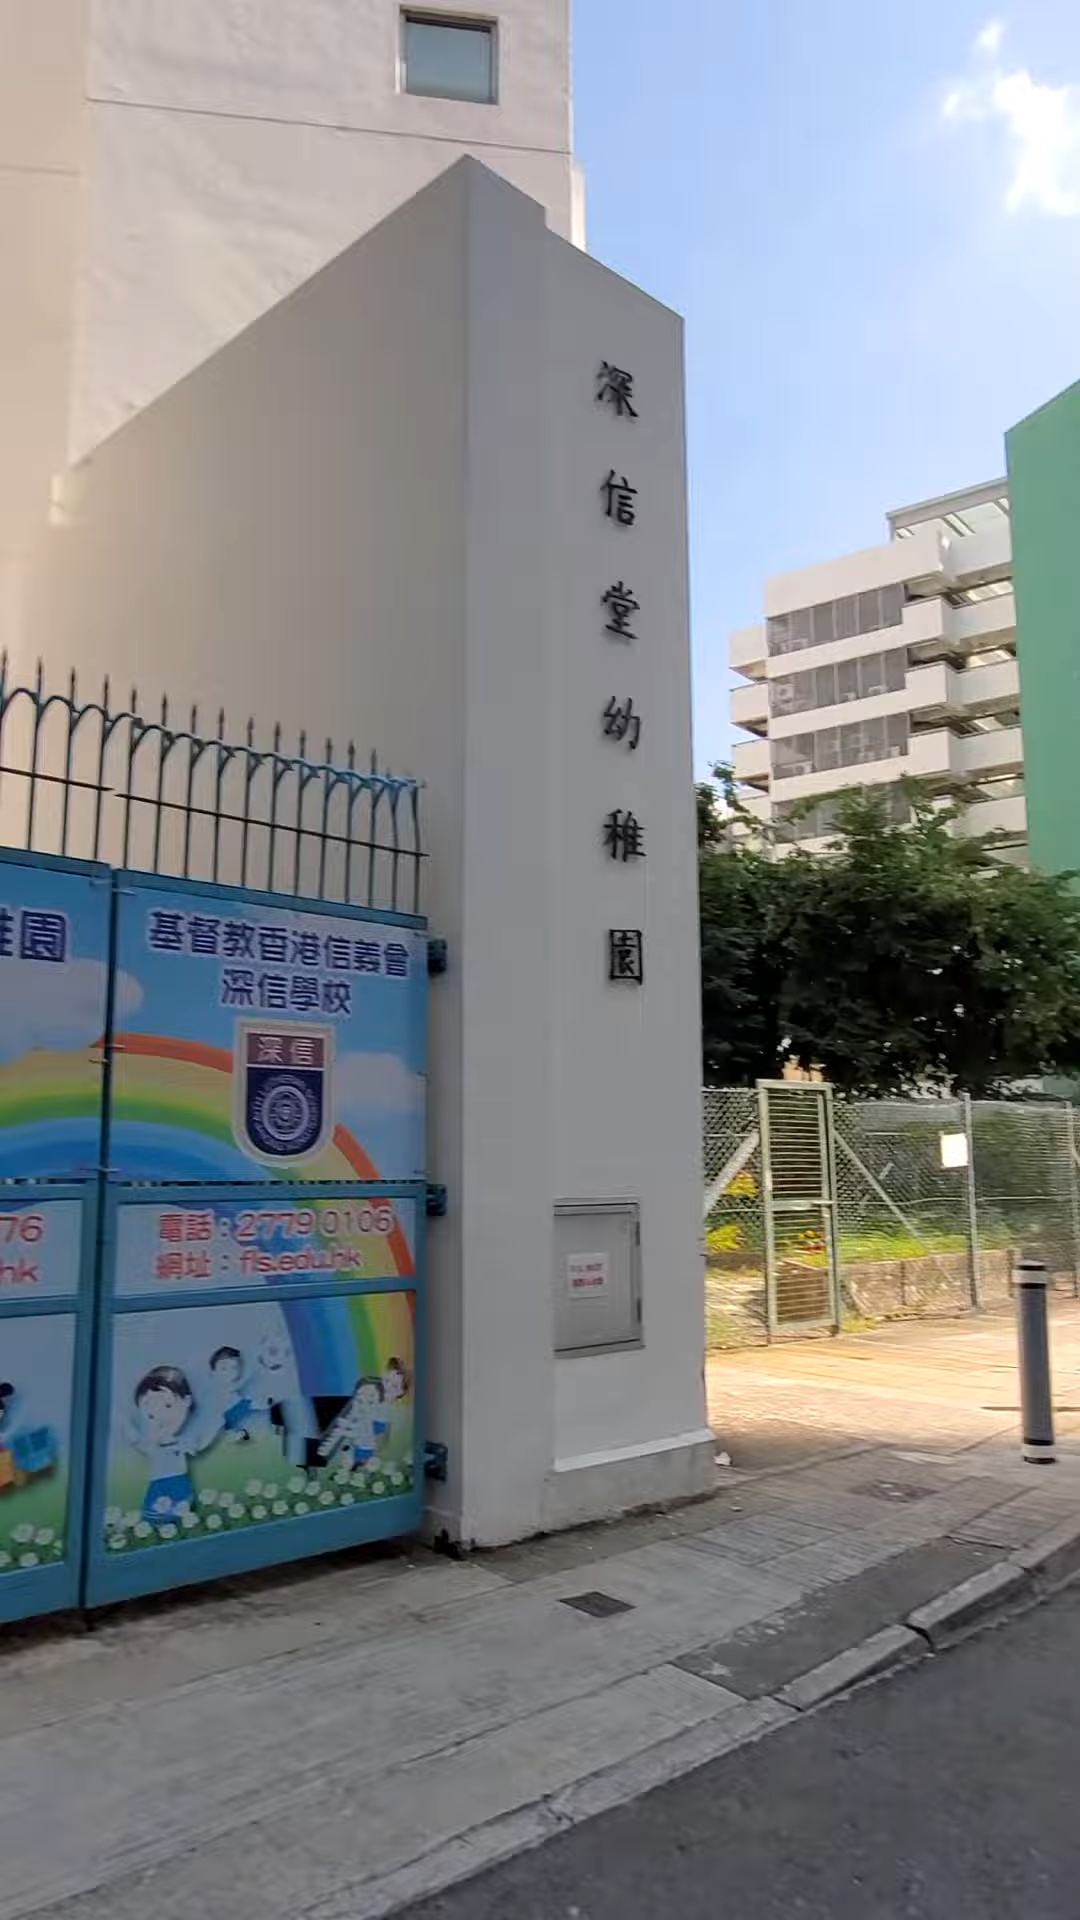 深信堂幼稚園
稚園
基督教香港信義會
深信學校
深信
76
hk
電話：2779 0106
網址：fls.edu.hk